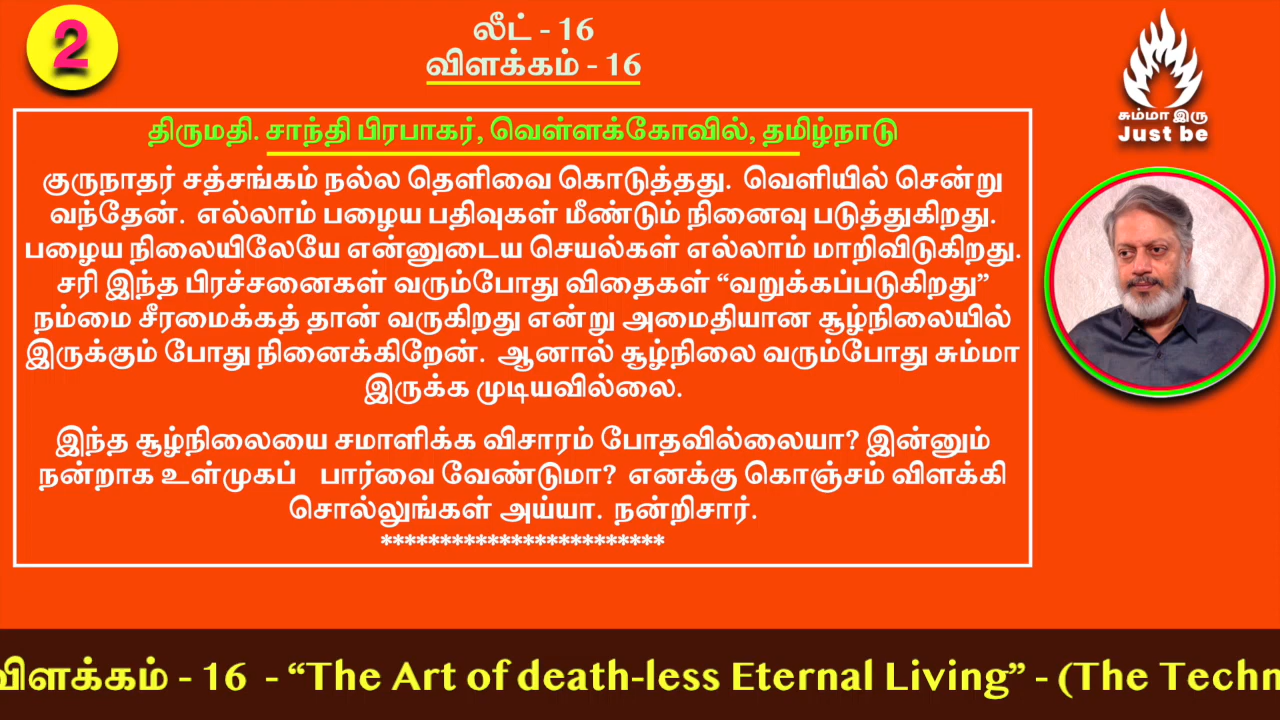 2
லீட் - 16
விளக்கம் - 16
சும்மா இரு
Just be
திருமதி. சாந்தி பிரபாகர், வெள்ளக்கோவில், தமிழ்நாடு
குருநாதர் சத்சங்கம் நல்ல தெளிவை கொடுத்தது. வெளியில் சென்று
வந்தேன். எல்லாம் பழைய பதிவுகள் மீண்டும் நினைவு படுத்துகிறது.
பழைய நிலையிலேயே என்னுடைய செயல்கள் எல்லாம் மாறிவிடுகிறது.
சரி இந்த பிரச்சனைகள் வரும்போது விதைகள் “வறுக்கப்படுகிறது”
நம்மை சீரமைக்கத் தான் வருகிறது என்று அமைதியான சூழ்நிலையில்
இருக்கும் போது நினைக்கிறேன். ஆனால் சூழ்நிலை வரும்போது சும்மா
இருக்க முடியவில்லை.
இந்த சூழ்நிலையை சமாளிக்க விசாரம் போதவில்லையா? இன்னும்
நன்றாக உள்முகப் பார்வை வேண்டுமா? எனக்கு கொஞ்சம் விளக்கி
சொல்லுங்கள் அய்யா. நன்றிசார்.
************************
விளக்கம் - 16 - “The Art of death-less Eternal Living” - (The Techn